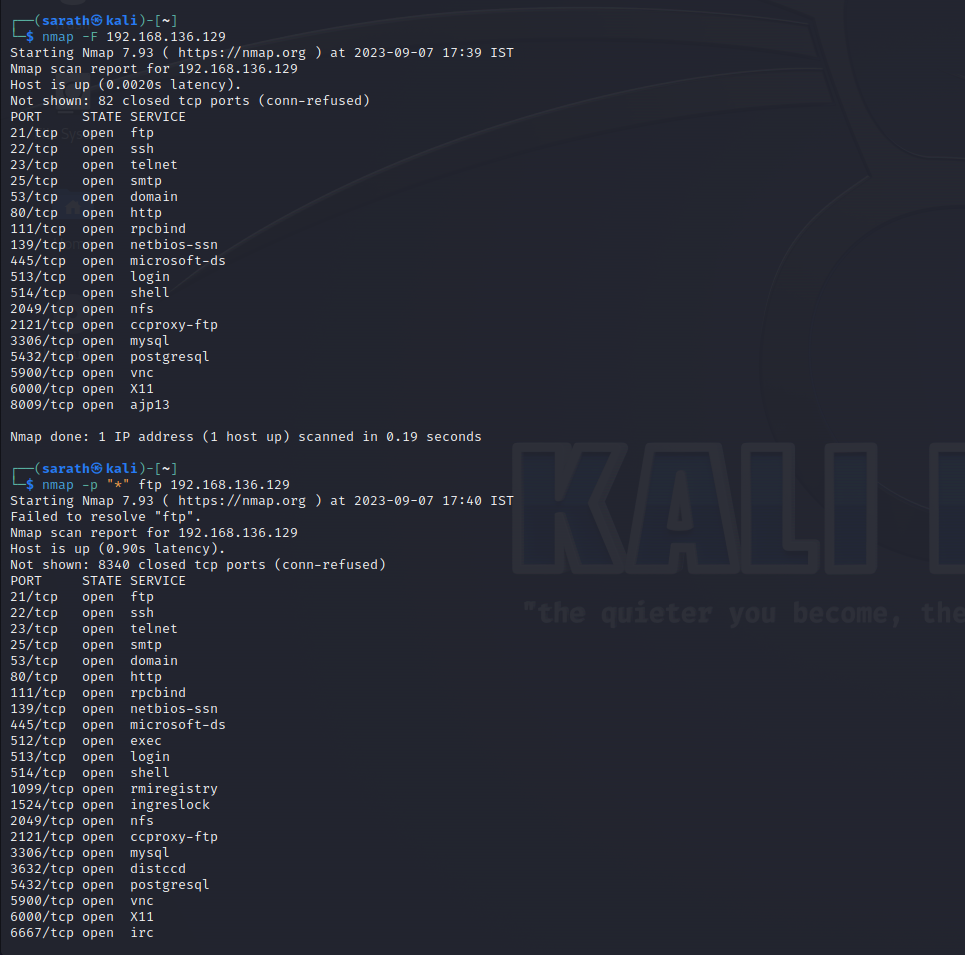 ┌──(sarath㉿kali)-[~]
└─$ nmap -F 192.168.136.129
Starting Nmap 7.93 ( https://nmap.org ) at 2023-09-07 17:39 IST
Nmap scan report for 192.168.136.129
Host is up (0.0020s latency).
Not shown: 82 closed tcp ports (conn-refused)
PORT     STATE SERVICE
21/tcp   open  ftp
22/tcp   open  ssh
23/tcp   open  telnet
25/tcp   open  smtp
53/tcp   open  domain
80/tcp   open  http
111/tcp  open  rpcbind
139/tcp  open  netbios-ssn
445/tcp  open  microsoft-ds
513/tcp  open  login
514/tcp  open  shell
2049/tcp open  nfs
2121/tcp open  ccproxy-ftp
3306/tcp open  mysql
5432/tcp open  postgresql
5900/tcp open  vnc
6000/tcp open  X11
8009/tcp open  ajp13
Nmap done: 1 IP address (1 host up) scanned in 0.19 seconds
┌──(sarath㉿kali)-[~]
└─$ nmap -p "*" ftp 192.168.136.129
Starting Nmap 7.93 ( https://nmap.org ) at 2023-09-07 17:40 IST
Failed to resolve "ftp".
Nmap scan report for 192.168.136.129
Host is up (0.90s latency).
Not shown: 8340 closed tcp ports (conn-refused)
PORT     STATE SERVICE
21/tcp   open  ftp
22/tcp   open  ssh
23/tcp   open  telnet
25/tcp   open  smtp
53/tcp   open  domain
80/tcp   open  http
111/tcp  open  rpcbind
139/tcp  open  netbios-ssn
445/tcp  open  microsoft-ds
512/tcp  open  exec
513/tcp  open  login
514/tcp  open  shell
1099/tcp open  rmiregistry
1524/tcp open  ingreslock
2049/tcp open  nfs
2121/tcp open  ccproxy-ftp
3306/tcp open  mysql
3632/tcp open  distccd
5432/tcp open  postgresql
5900/tcp open  vnc
6000/tcp open  X11
6667/tcp open  irc
KALI
"the quieter you become, the